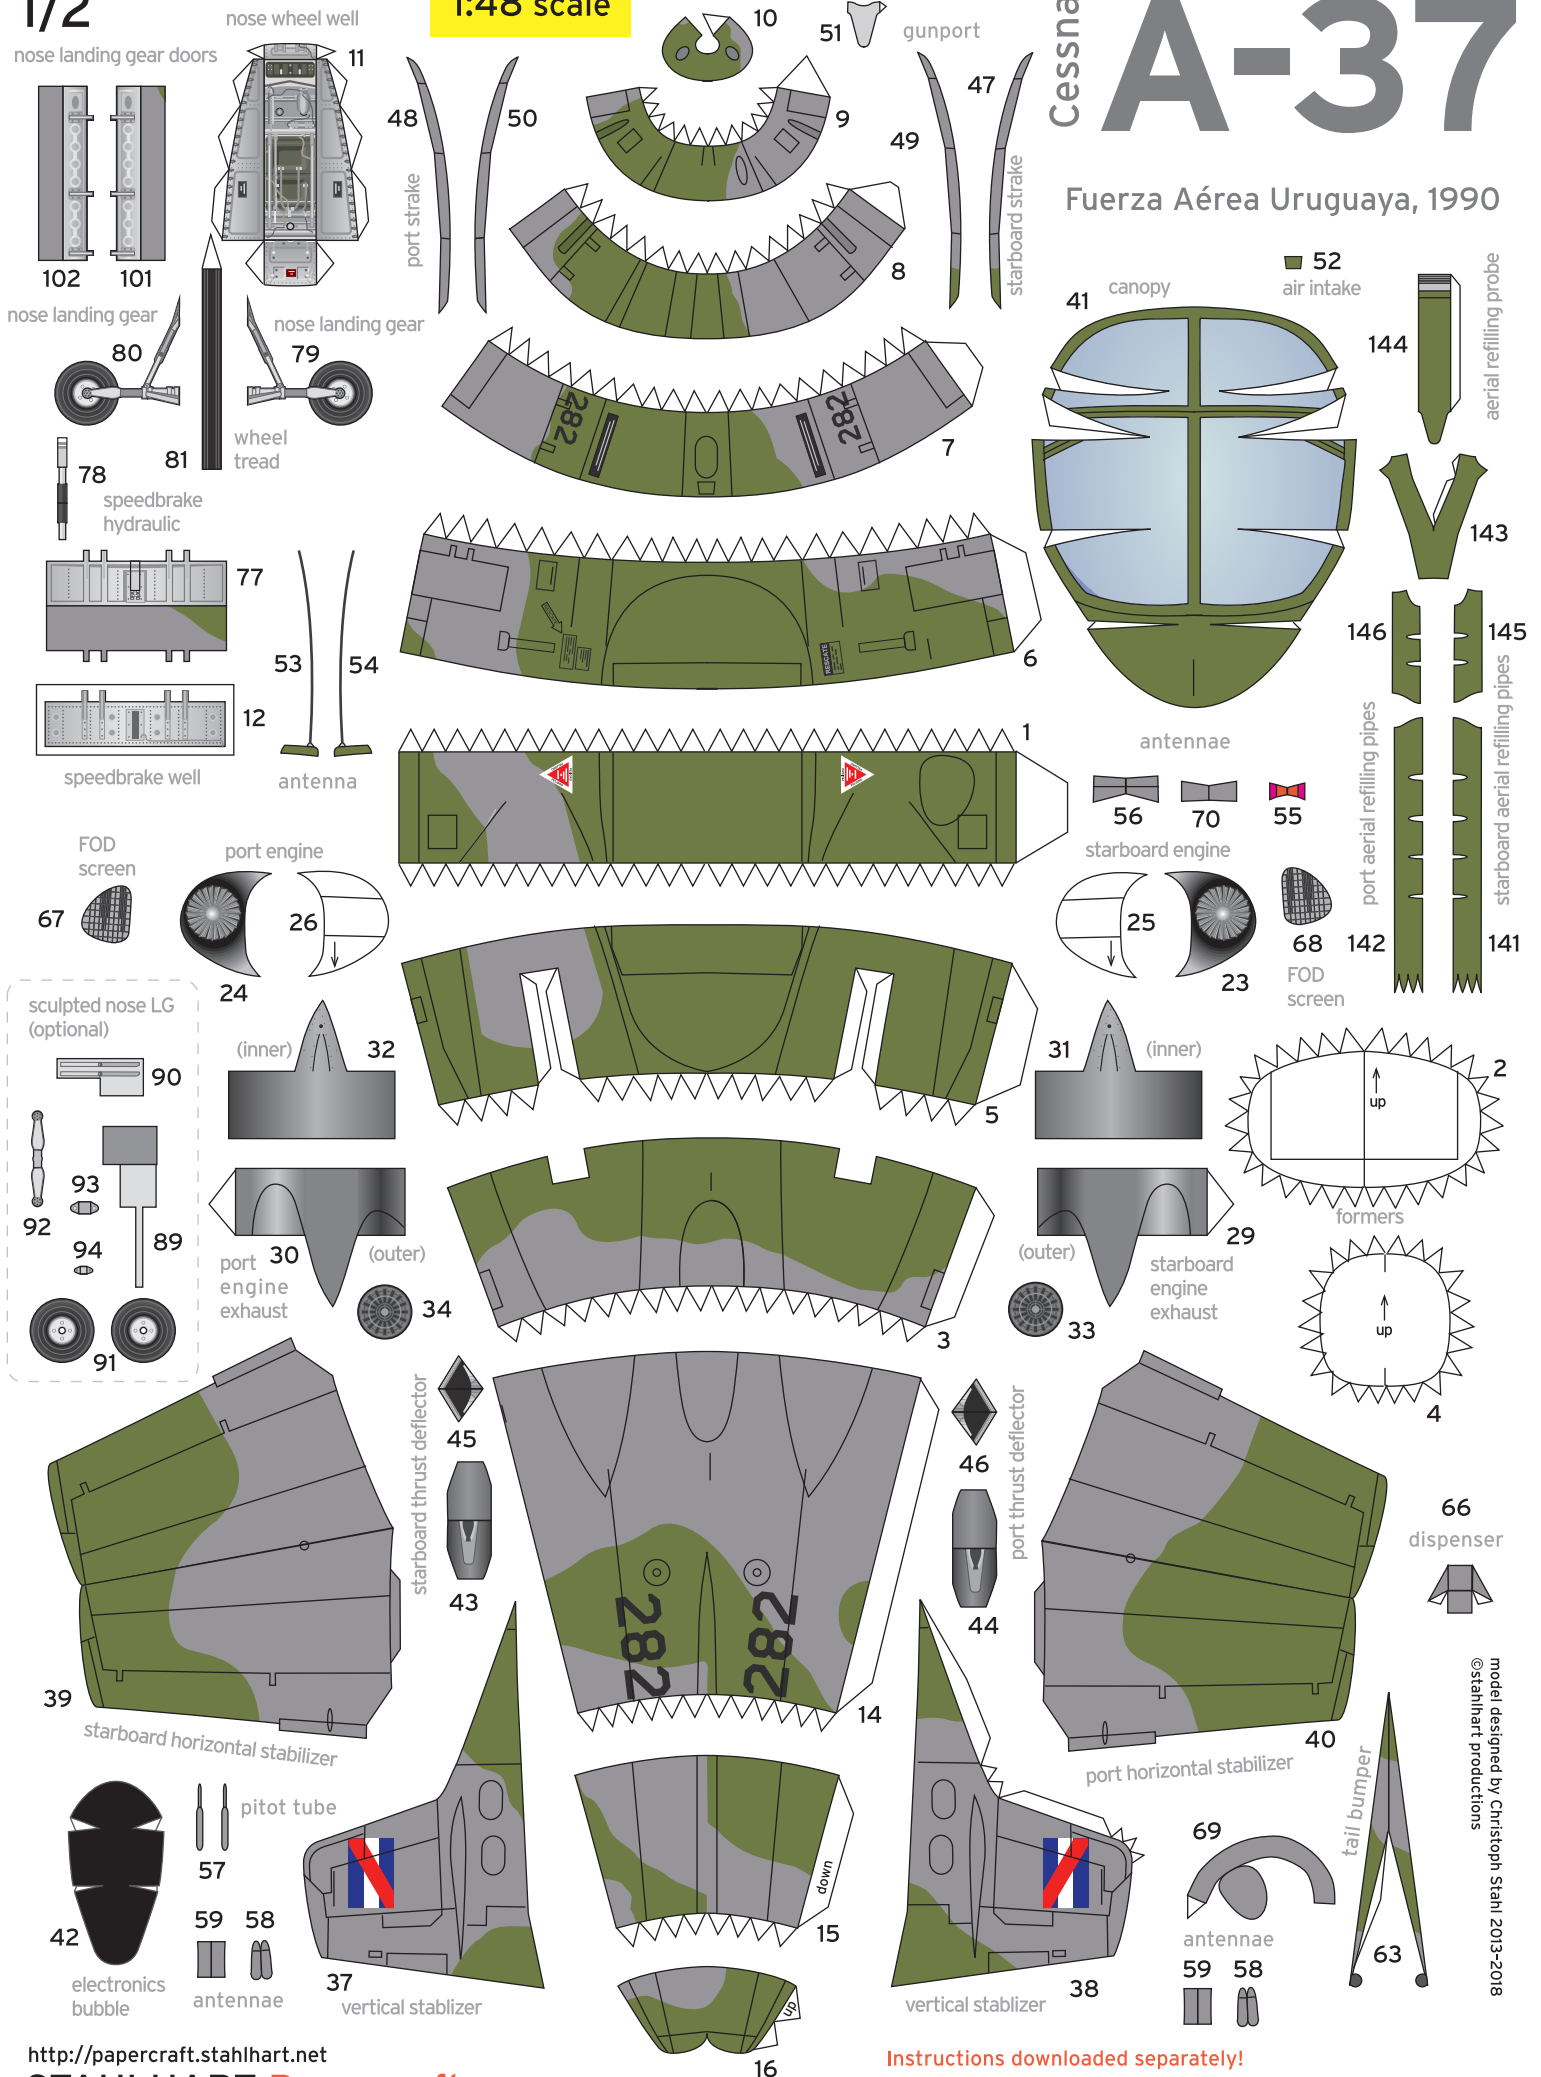 1/2
1:48 scale
Cessna
A-37
Fuerza Aérea Uruguaya, 1990
nose wheel well
11
nose landing gear doors
102
101
10
51
gunport
9
48
50
port strake
47
49
starboard strake
8
52
air intake
41
canopy
144
aerial refilling probe
nose landing gear
80
nose landing gear
79
81
wheel
tread
78
speedbrake
hydraulic
282
282
7
143
77
53
54
antenna
12
speedbrake well
RESCATE
6
146
145
port aerial refilling pipes
starboard aerial refilling pipes
142
141
1
antennae
56
70
55
FOD
screen
67
port engine
26
24
starboard engine
25
23
68
FOD
screen
sculpted nose LG
(optional)
90
92
93
94
89
91
(inner)
32
31
(inner)
5
2
up
formers
30
(outer)
port
engine
exhaust
34
(outer)
29
starboard
engine
exhaust
33
3
up
4
45
starboard thrust deflector
43
46
port thrust deflector
44
282
282
14
66
dispenser
39
starboard horizontal stabilizer
40
port horizontal stabilizer
model designed by Christoph Stahl 2013-2018
©stahlhart productions
tail bumper
63
pitot tube
57
42
electronics
bubble
59
58
antennae
37
vertical stablizer
down
15
38
vertical stablizer
69
antennae
59
58
up
16
http://papercraft.stahlhart.net
Instructions downloaded separately!
STAHLHART Papercraft